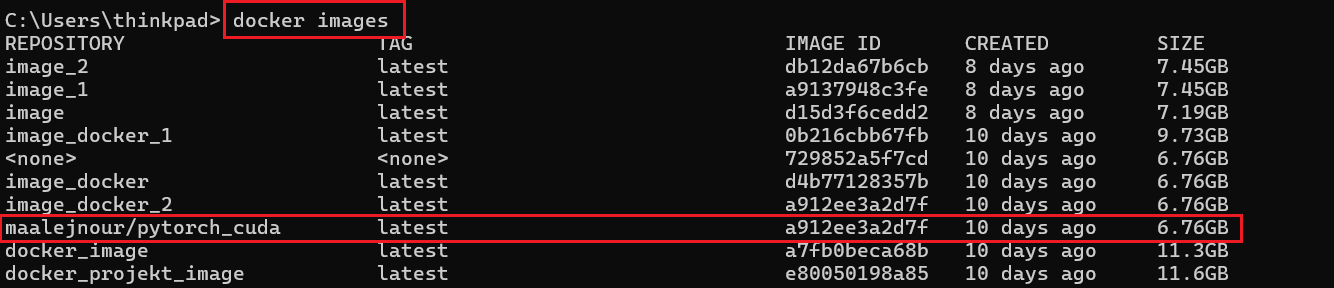 C:\Users\thinkpad> docker images
REPOSITORY TAG IMAGE ID CREATED SIZE
image_2 latest db12da67b6cb 8 days ago 7.45GB
image_1 latest a9137948c3fe 8 days ago 7.45GB
image latest d15d3f6cedd2 8 days ago 7.19GB
image_docker_1 latest 0b216cbb67fb 10 days ago 9.73GB
<none> <none> 729852a5f7cd 10 days ago 6.76GB
image_docker latest d4b77128357b 10 days ago 6.76GB
image_docker_2 latest a912ee3a2d7f 10 days ago 6.76GB
maalejnour/pytorch_cuda latest a912ee3a2d7f 10 days ago 6.76GB
docker_image latest a7fb0beca68b 10 days ago 11.3GB
docker_projekt_image latest e80050198a85 10 days ago 11.6GB